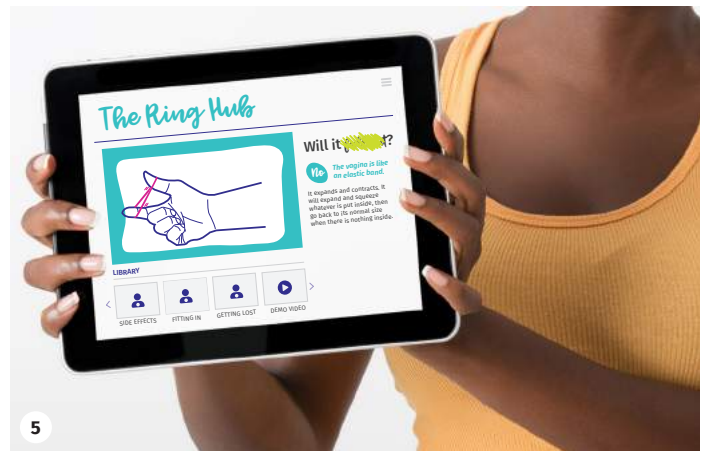 The Ring Hub
Will it ?
No
The vagina is like
an elastic band.
It expands and contracts, it
will expand and squeeze
whatever is put inside, then
go back to its normal size
when there is nothing inside.
LIBRARY
SIDE EFFECTS
FITTING IN
GETTING LOST
DEMO VIDEO
5